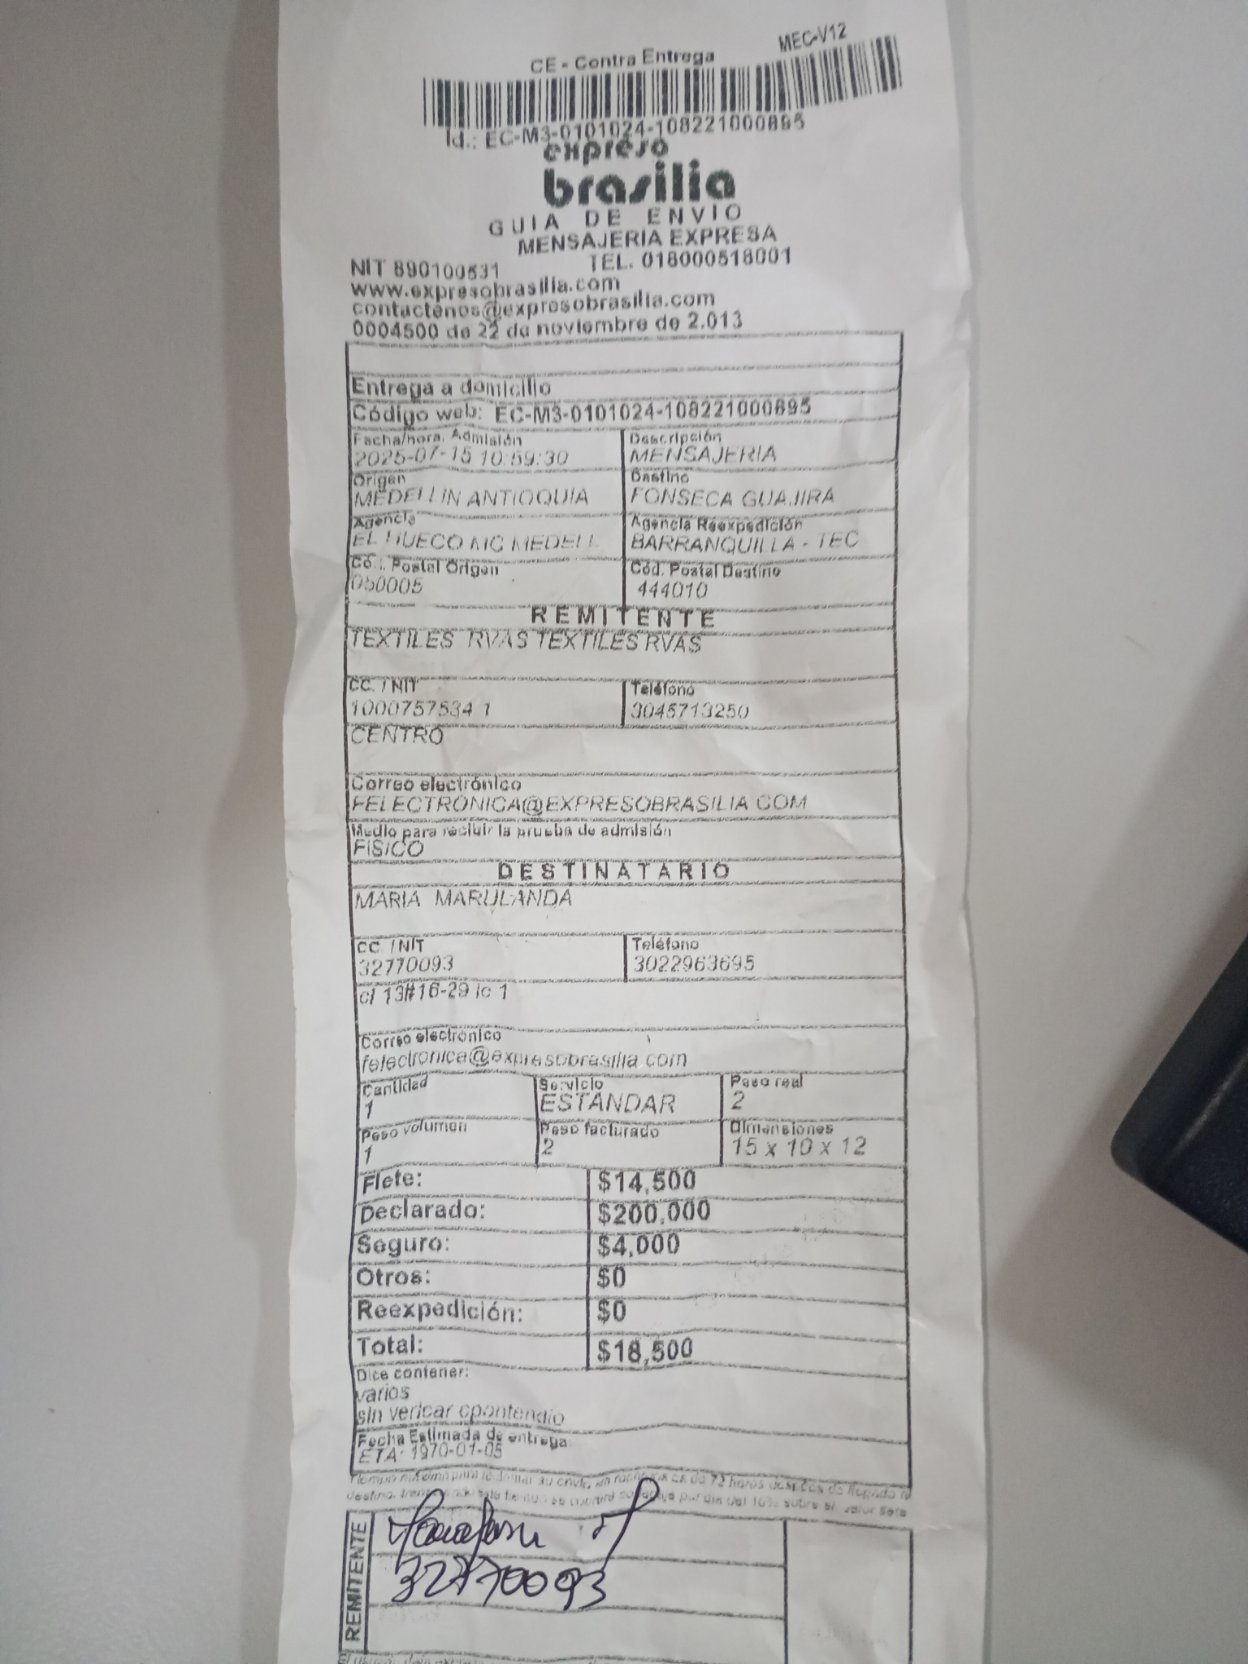 CE - Contra Entrega
MEC-V12
Id.: EC-M3-0101024-108221000895
expreso
brasilia
GUIA DE ENVIO
MENSAJERIA EXPRESA
NIT 890100531 TEL. 018000518001
www.expresobrasilia.com
contactenos@expresobrasilia.com
0004500 de 22 de noviembre de 2.013
Entrega a domicilio
Código web: EC-M3-0101024-108221000895
Fecha/hora. Admisión Descripción
2025-07-15 10:59:30 MENSAJERIA
Origen Destino
MEDELLIN ANTIOQUIA FONSECA GUAJIRA
Agencia Agencia Reexpedición
EL HUECO MC MEDELL BARRANQUILLA - TEC
Cód. Postal Origen Cód. Postal Destino
050005 444010
REMITENTE
TEXTILES RVAS TEXTILES RVAS
CC. / NIT Teléfono
1000757534 1 3045713250
CENTRO
Correo electrónico
FELECTRONICA@EXPRESOBRASILIA COM
Medio para recibir la prueba de admisión
FISICO
DESTINATARIO
MARIA MARULANDA
CC. / NIT Teléfono
32770093 3022963695
cl 13#16-29 lc 1
Correo electrónico
felectronica@expresobrasilia.com
Cantidad Servicio Peso real
1 ESTANDAR 2
Peso volumen Peso facturado Dimensiones
1 2 15 x 10 x 12
Flete: $14,500
Declarado: $200,000
Seguro: $4,000
Otros: $0
Reexpedición: $0
Total: $18,500
Dice contener:
varios
sin vericar cpontendio
Fecha Estimada de entrega
ETA: 1970-01-05
REMITENTE
32770093